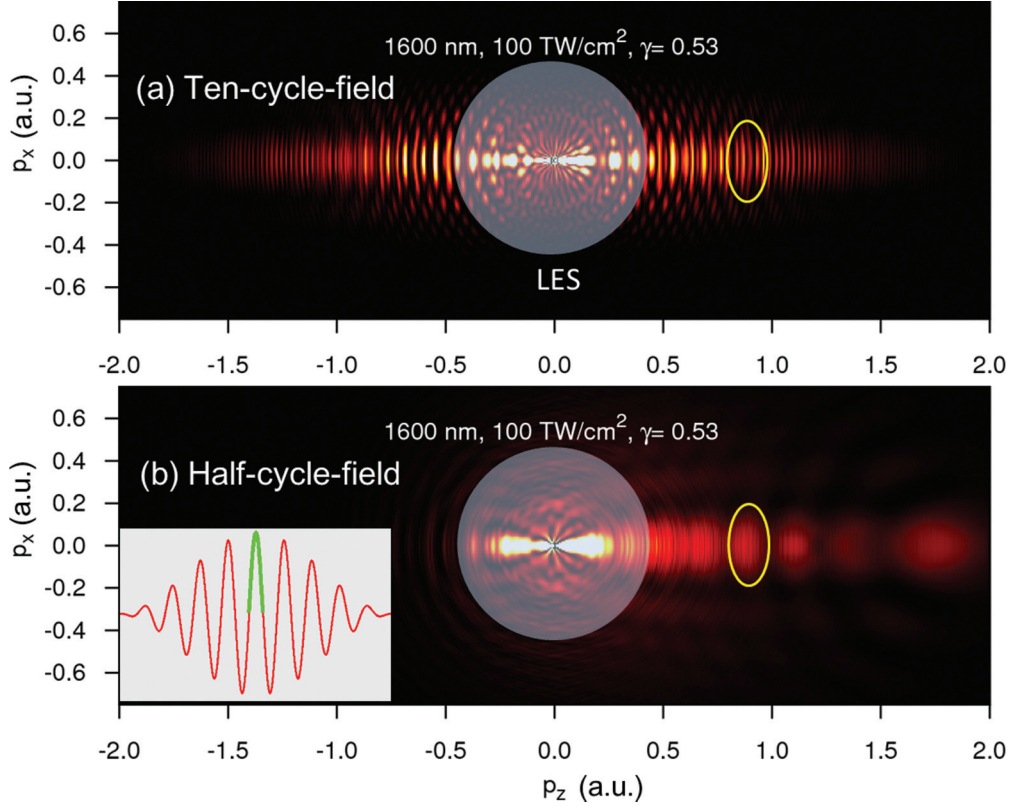 1600 nm, 100 TW/cm², γ= 0.53
(a) Ten-cycle-field
LES
p_x (a.u.)
0.6
0.4
0.2
0.0
-0.2
-0.4
-0.6
-2.0 -1.5 -1.0 -0.5 0.0 0.5 1.0 1.5 2.0
1600 nm, 100 TW/cm², γ= 0.53
(b) Half-cycle-field
p_x (a.u.)
0.6
0.4
0.2
0.0
-0.2
-0.4
-0.6
-2.0 -1.5 -1.0 -0.5 0.0 0.5 1.0 1.5 2.0
p_z (a.u.)